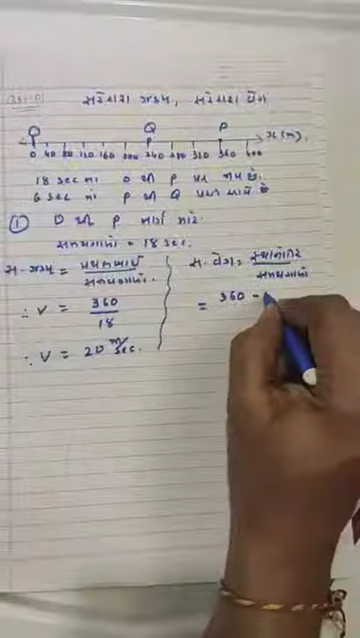 સરેરાશ ઝડપ, સરેરાશ વેગ
O Q P
0 40 80 120 160 200 240 280 320 360 400 x(m).
18 sec માં O થી P પર જાય છે.
6 sec માં P થી Q પરત આવે છે
① O થી P માર્ગ માટે
સમયગાળો = 18 sec.
સ. ઝડપ = પથલંબાઈ / સમયગાળો
સ. વેગ = સ્થાનાંતર / સમયગાળો
∴ V = 360 / 18
= 360 -
∴ V = 20 m/sec.